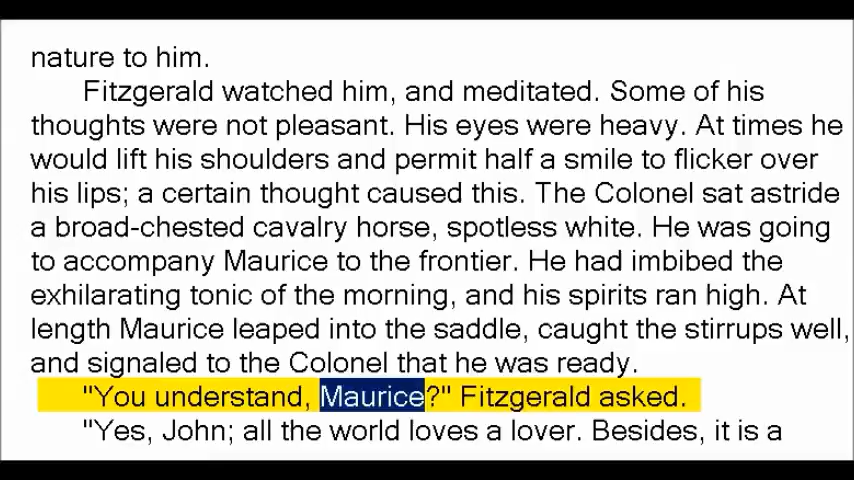 nature to him.
Fitzgerald watched him, and meditated. Some of his
thoughts were not pleasant. His eyes were heavy. At times he
would lift his shoulders and permit half a smile to flicker over
his lips; a certain thought caused this. The Colonel sat astride
a broad-chested cavalry horse, spotless white. He was going
to accompany Maurice to the frontier. He had imbibed the
exhilarating tonic of the morning, and his spirits ran high. At
length Maurice leaped into the saddle, caught the stirrups well,
and signaled to the Colonel that he was ready.
"You understand, Maurice?" Fitzgerald asked.
"Yes, John; all the world loves a lover. Besides, it is a